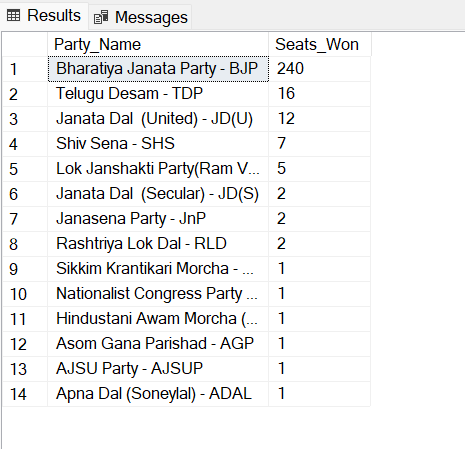 Results Messages
Party_Name Seats_Won
1 Bharatiya Janata Party - BJP 240
2 Telugu Desam - TDP 16
3 Janata Dal  (United) - JD(U) 12
4 Shiv Sena - SHS 7
5 Lok Janshakti Party(Ram V... 5
6 Janata Dal  (Secular) - JD(S) 2
7 Janasena Party - JnP 2
8 Rashtriya Lok Dal - RLD 2
9 Sikkim Krantikari Morcha - ... 1
10 Nationalist Congress Party ... 1
11 Hindustani Awam Morcha (... 1
12 Asom Gana Parishad - AGP 1
13 AJSU Party - AJSUP 1
14 Apna Dal (Soneylal) - ADAL 1